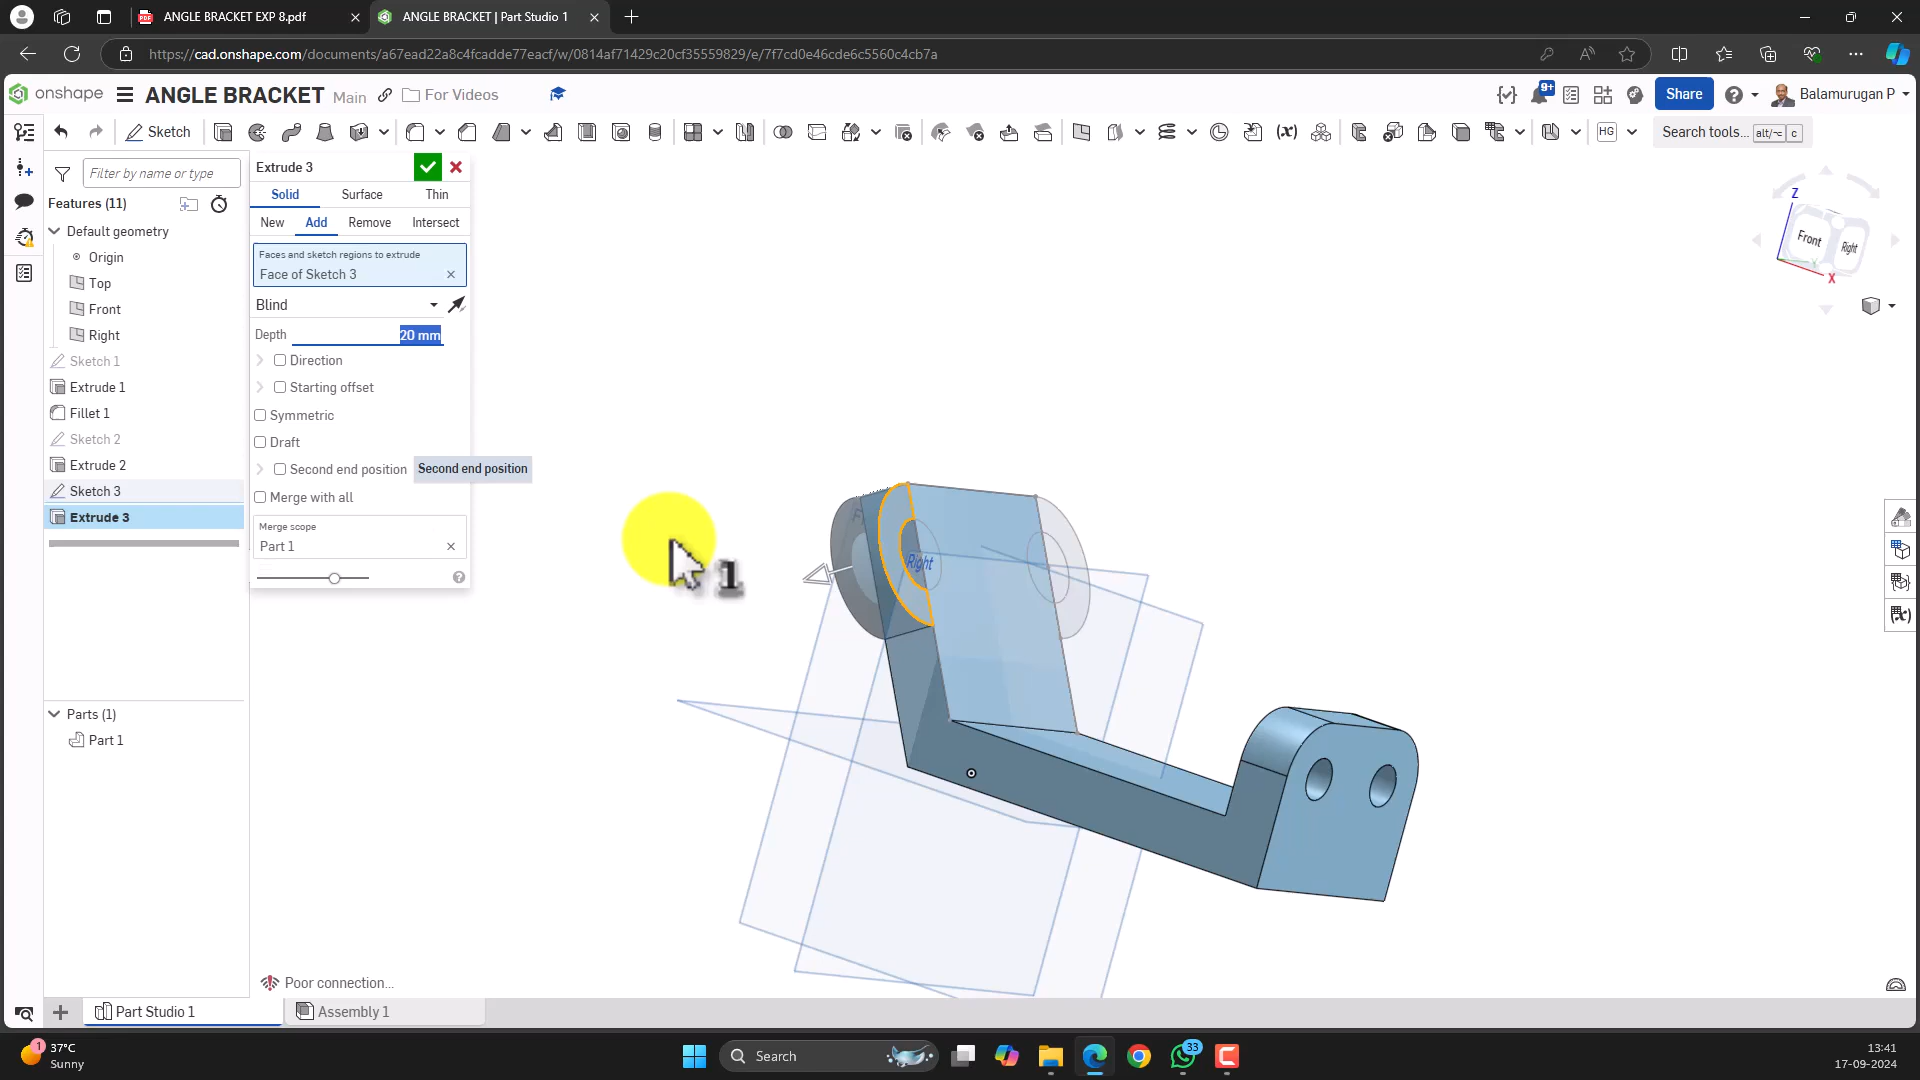 ANGLE BRACKET EXP 8.pdf
ANGLE BRACKET | Part Studio 1
https://cad.onshape.com/documents/a67ead22a8c4fcadde77eacf/w/0814af71429c20cf35559829/e/7f7cd0e46cde6c5560c4cb7a
onshape ANGLE BRACKET Main For Videos
9+ Share Balamurugan P
Sketch HG Search tools... alt/⌥ c
Filter by name or type
Features (11)
Default geometry
Origin
Top
Front
Right
Sketch 1
Extrude 1
Fillet 1
Sketch 2
Extrude 2
Sketch 3
Extrude 3
Parts (1)
Part 1
Extrude 3
Solid Surface Thin
New Add Remove Intersect
Faces and sketch regions to extrude
Face of Sketch 3
Blind
Depth 20 mm
Direction
Starting offset
Symmetric
Draft
Second end position
Second end position
Merge with all
Merge scope
Part 1
1
Right
Z
Front
Right
X
Poor connection...
Part Studio 1
Assembly 1
1
37°C
Sunny
Search
33
13:41
17-09-2024